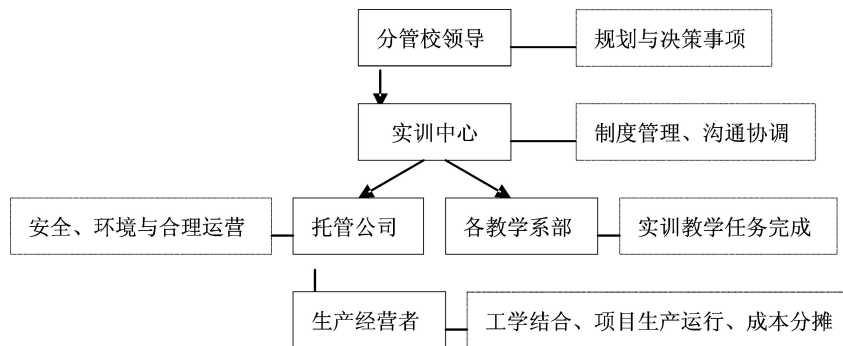 分管校领导
规划与决策事项
实训中心
制度管理、沟通协调
安全、环境与合理运营
托管公司
各教学系部
实训教学任务完成
生产经营者
工学结合、项目生产运行、成本分摊